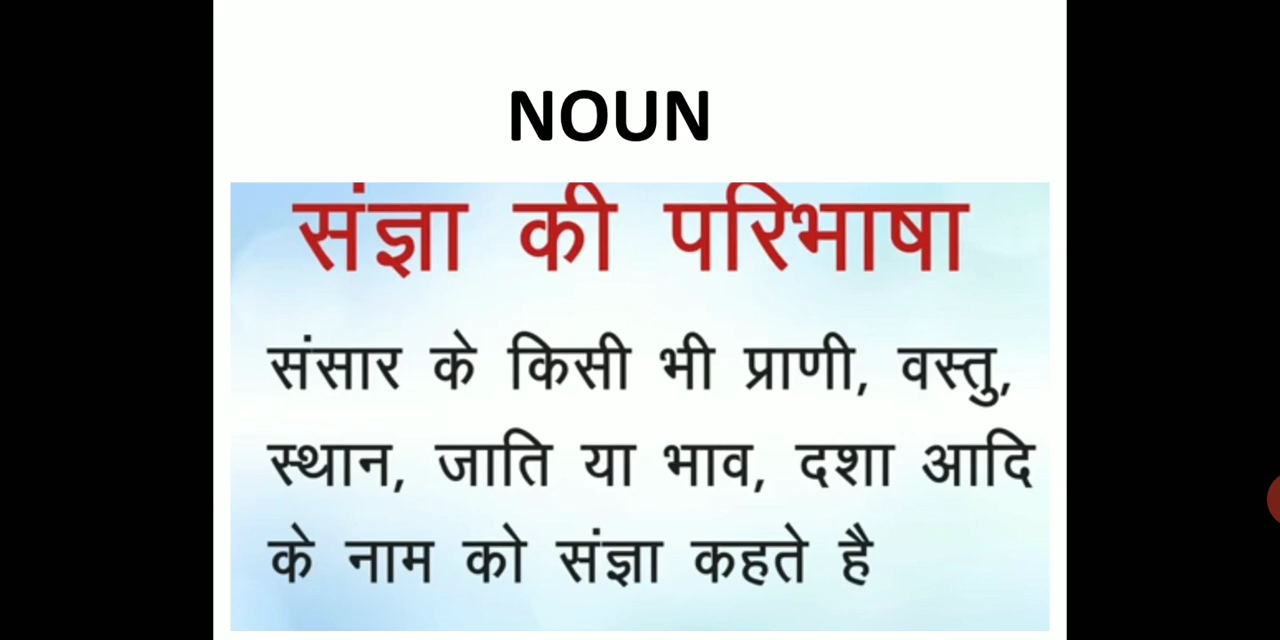 NOUN
संज्ञा की परिभाषा
संसार के किसी भी प्राणी, वस्तु,
स्थान, जाति या भाव, दशा आदि
के नाम को संज्ञा कहते है